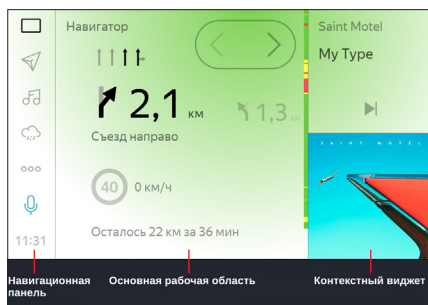 Навигатор
Saint Motel
My Type
2,1 км
1,3
Съезд направо
SAINT MOTEL
40
0 км/ч
Осталось 22 км за 36 мин
11:31
Навигационная
панель
Основная рабочая область
Контекстный виджет